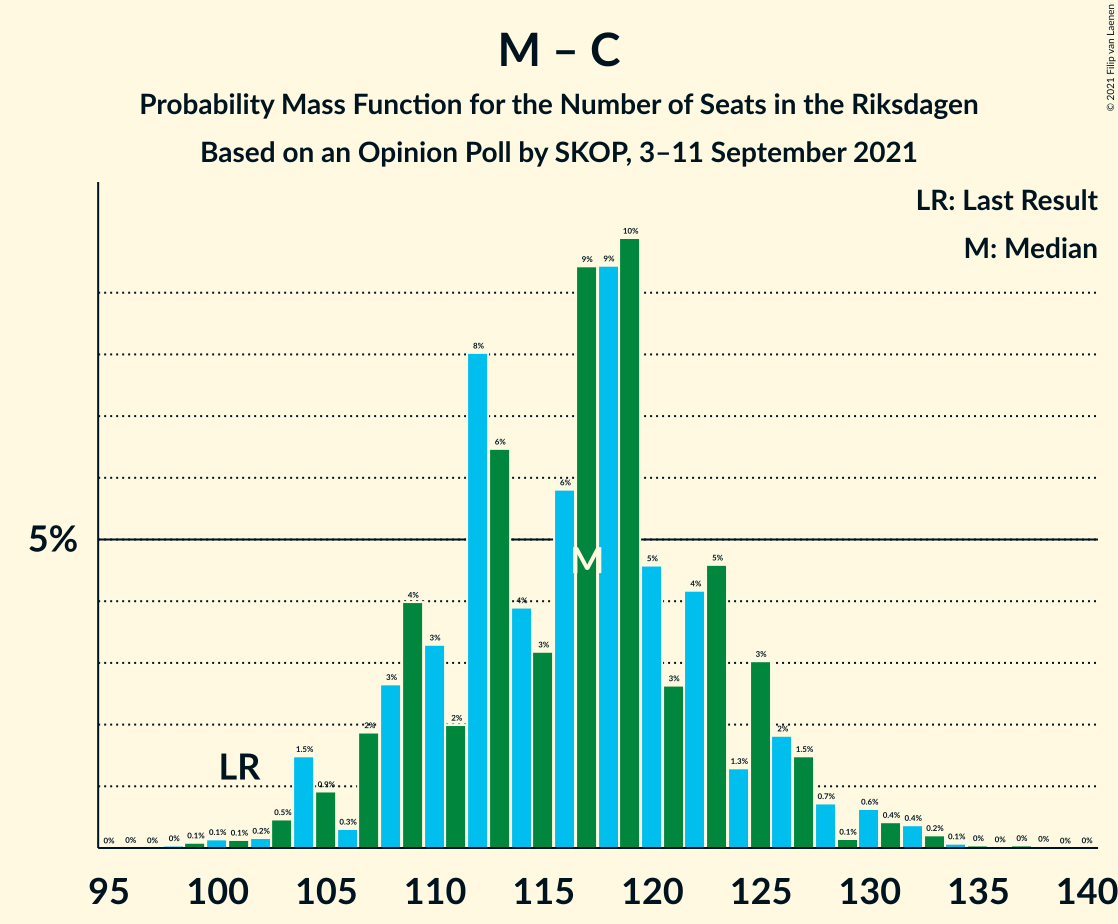 © 2021 Filip van Laenen
M – C
Probability Mass Function for the Number of Seats in the Riksdagen
Based on an Opinion Poll by SKOP, 3–11 September 2021
LR: Last Result
M: Median
5%
LR
M
0% 0% 0% 0% 0.1% 0.1% 0.1% 0.2% 0.5% 1.5% 0.9% 0.3% 2% 3% 4% 3% 2% 8% 6% 4% 3% 6% 9% 9% 10% 5% 3% 4% 5% 1.3% 3% 2% 1.5% 0.7% 0.1% 0.6% 0.4% 0.4% 0.2% 0.1% 0% 0% 0% 0% 0% 0%
95 100 105 110 115 120 125 130 135 140